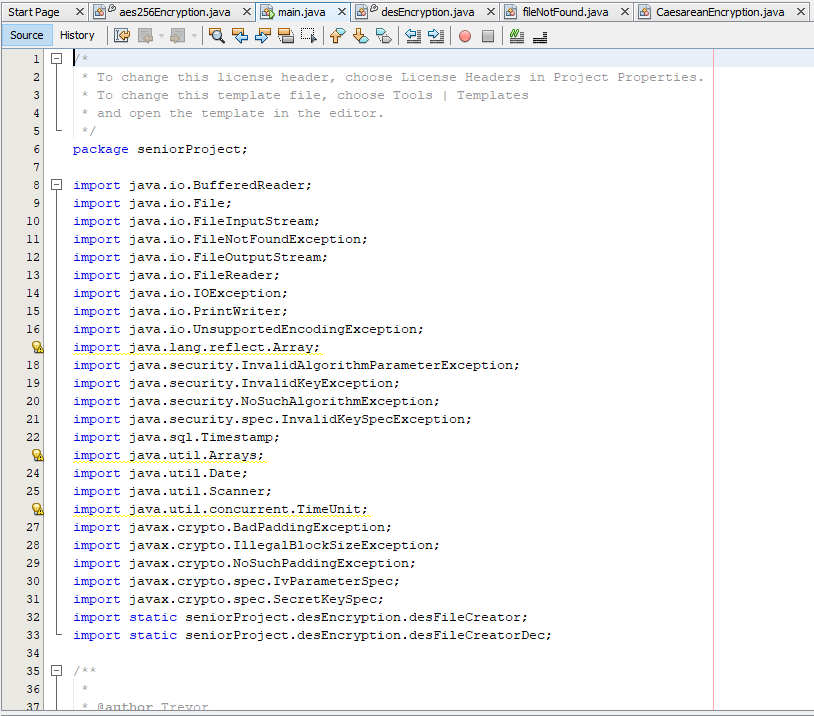 Start Page aes256Encryption.java main.java desEncryption.java fileNotFound.java CaesareanEncryption.java
Source History
1 /*
2 * To change this license header, choose License Headers in Project Properties.
3 * To change this template file, choose Tools | Templates
4 * and open the template in the editor.
5 */
6 package seniorProject;
7
8 import java.io.BufferedReader;
9 import java.io.File;
10 import java.io.FileInputStream;
11 import java.io.FileNotFoundException;
12 import java.io.FileOutputStream;
13 import java.io.FileReader;
14 import java.io.IOException;
15 import java.io.PrintWriter;
16 import java.io.UnsupportedEncodingException;
import java.lang.reflect.Array;
18 import java.security.InvalidAlgorithmParameterException;
19 import java.security.InvalidKeyException;
20 import java.security.NoSuchAlgorithmException;
21 import java.security.spec.InvalidKeySpecException;
22 import java.sql.Timestamp;
import java.util.Arrays;
24 import java.util.Date;
25 import java.util.Scanner;
import java.util.concurrent.TimeUnit;
27 import javax.crypto.BadPaddingException;
28 import javax.crypto.IllegalBlockSizeException;
29 import javax.crypto.NoSuchPaddingException;
30 import javax.crypto.spec.IvParameterSpec;
31 import javax.crypto.spec.SecretKeySpec;
32 import static seniorProject.desEncryption.desFileCreator;
33 import static seniorProject.desEncryption.desFileCreatorDec;
34
35 /**
36 *
37 * @author Trevor